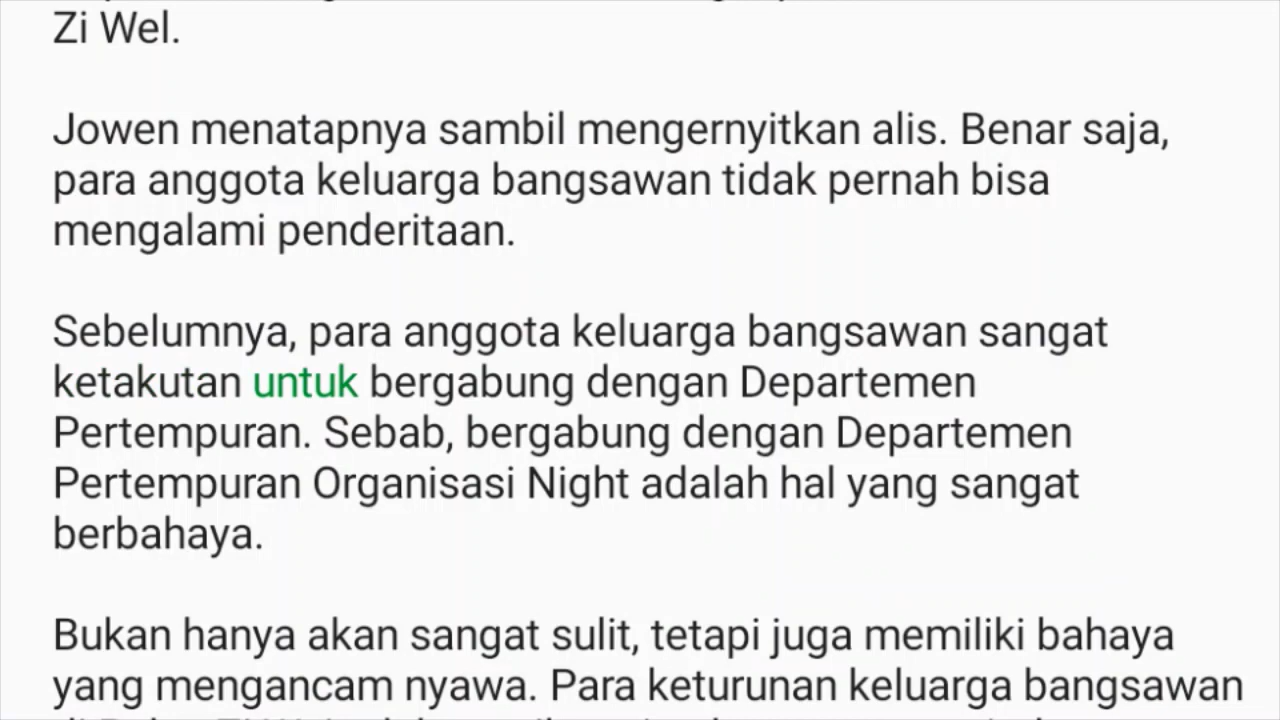 Zi Wel.
Jowen menatapnya sambil mengernyitkan alis. Benar saja,
para anggota keluarga bangsawan tidak pernah bisa
mengalami penderitaan.
Sebelumnya, para anggota keluarga bangsawan sangat
ketakutan untuk bergabung dengan Departemen
Pertempuran. Sebab, bergabung dengan Departemen
Pertempuran Organisasi Night adalah hal yang sangat
berbahaya.
Bukan hanya akan sangat sulit, tetapi juga memiliki bahaya
yang mengancam nyawa. Para keturunan keluarga bangsawan